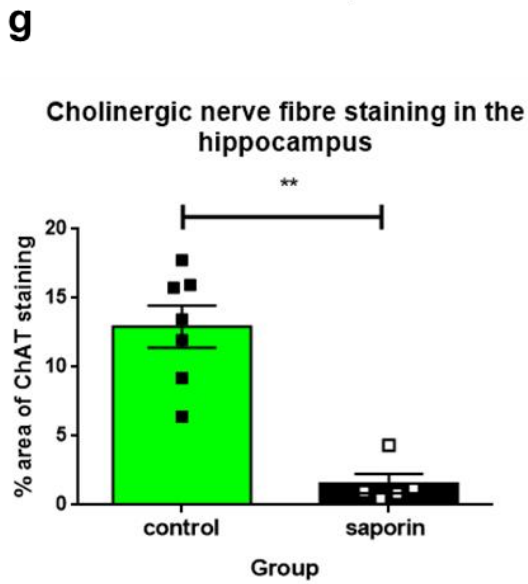 g
Cholinergic nerve fibre staining in the
hippocampus
**
% area of ChAT staining
20
15
10
5
0
control saporin
Group